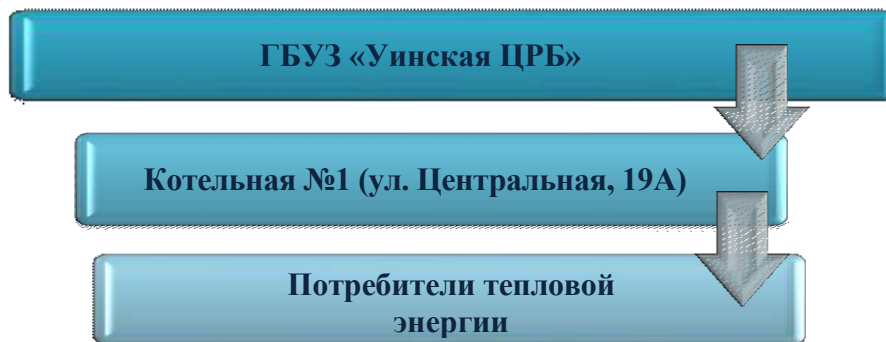 ГБУЗ «Уинская ЦРБ»
Котельная №1 (ул. Центральная, 19А)
Потребители тепловой
энергии